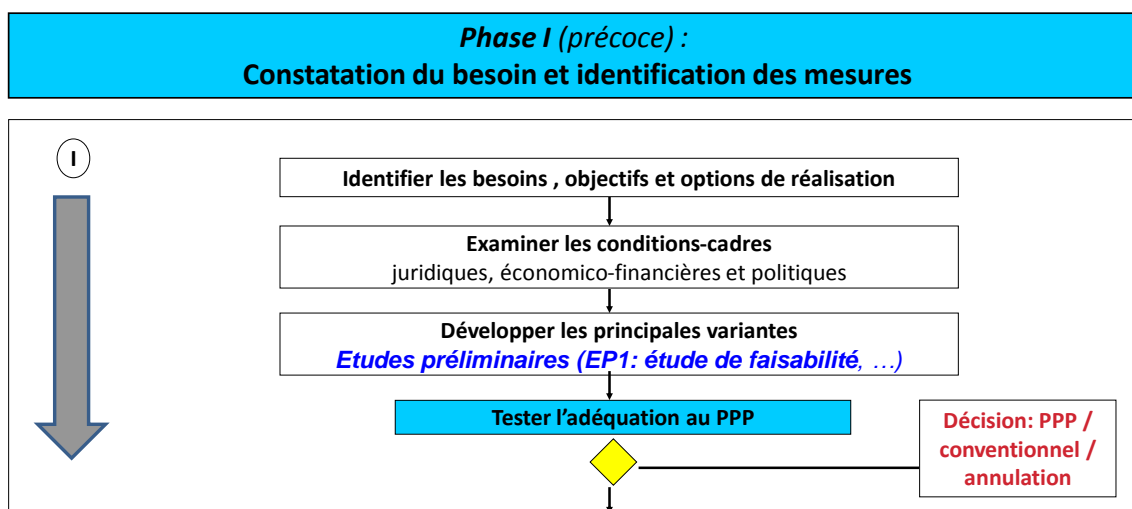 Phase I (précoce) :
Constatation du besoin et identification des mesures
I
Identifier les besoins , objectifs et options de réalisation
Examiner les conditions-cadres
juridiques, économico-financières et politiques
Développer les principales variantes
Etudes préliminaires (EP1: étude de faisabilité, …)
Tester l’adéquation au PPP
Décision: PPP /
conventionnel /
annulation